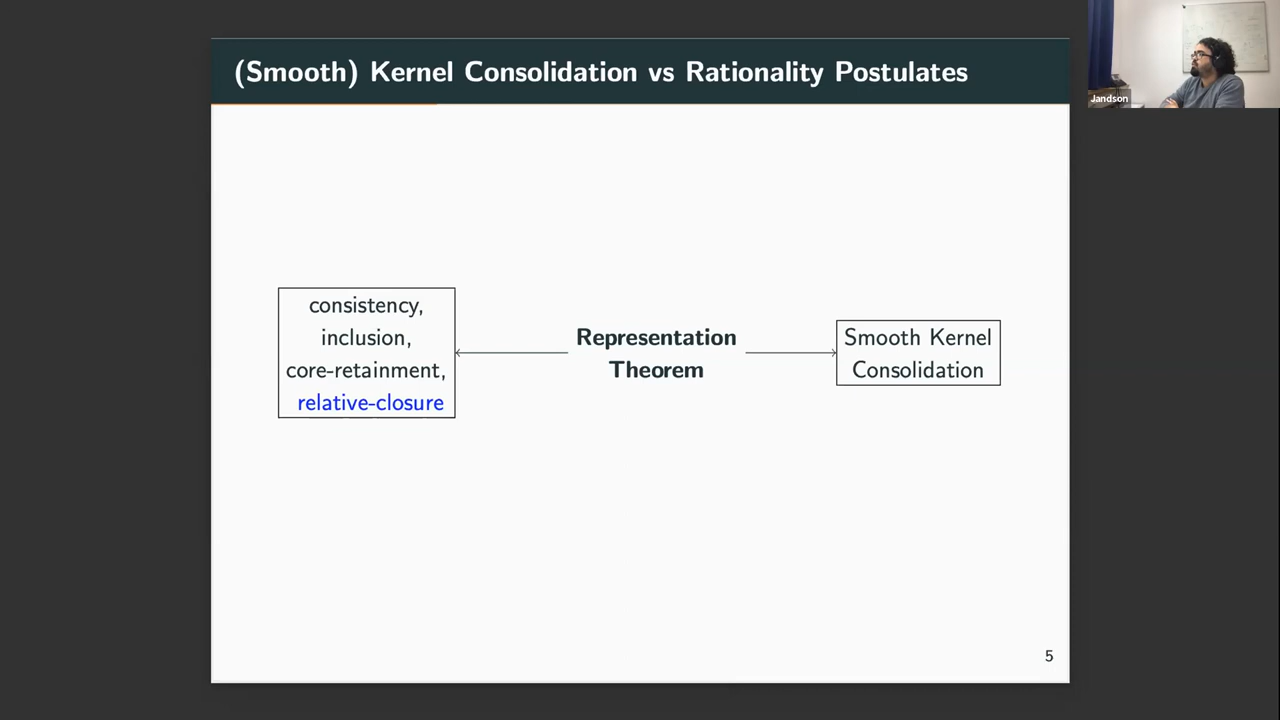 (Smooth) Kernel Consolidation vs Rationality Postulates
Jandson
consistency,
inclusion,
core-retainment,
relative-closure
Representation
Theorem
Smooth Kernel
Consolidation
5